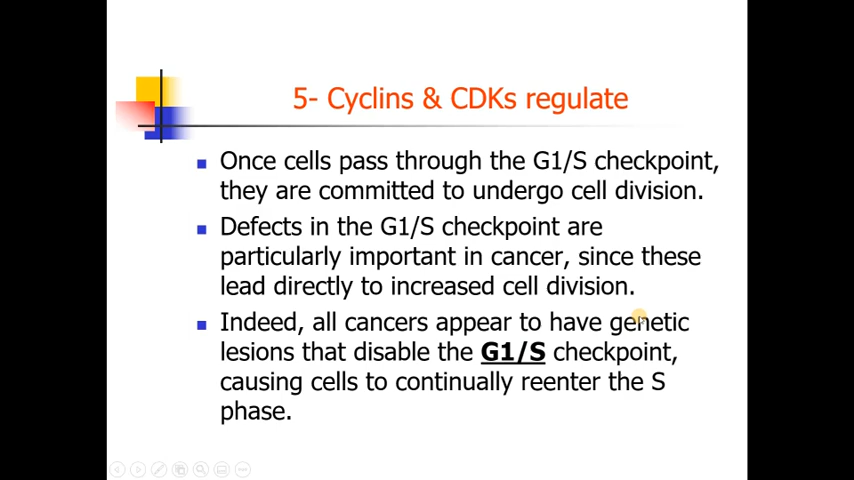 5- Cyclins & CDKs regulate
Once cells pass through the G1/S checkpoint,
they are committed to undergo cell division.
Defects in the G1/S checkpoint are
particularly important in cancer, since these
lead directly to increased cell division.
Indeed, all cancers appear to have genetic
lesions that disable the G1/S checkpoint,
causing cells to continually reenter the S
phase.